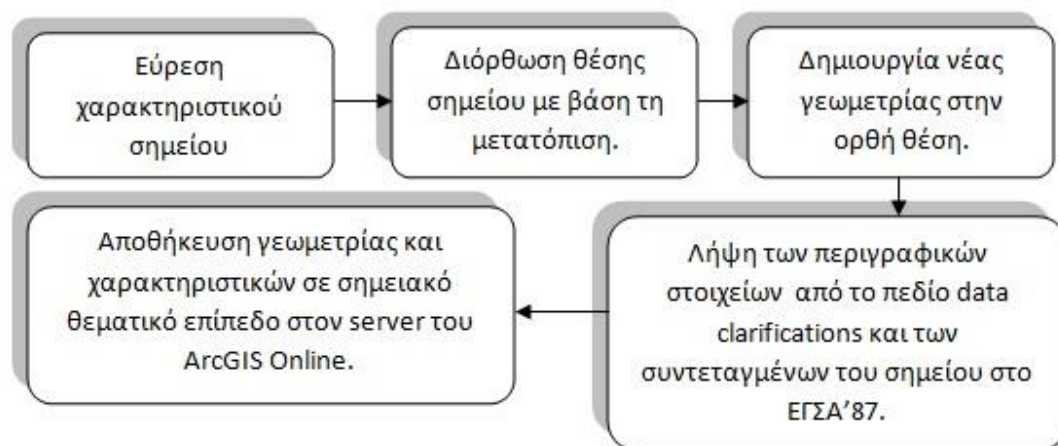 Εύρεση
χαρακτηριστικού
σημείου
Διόρθωση θέσης
σημείου με βάση τη
μετατόπιση.
Δημιουργία νέας
γεωμετρίας στην
ορθή θέση.
Λήψη των περιγραφικών
στοιχείων από το πεδίο data
clarifications και των
συντεταγμένων του σημείου στο
ΕΓΣΑ’87.
Αποθήκευση γεωμετρίας και
χαρακτηριστικών σε σημειακό
θεματικό επίπεδο στον server του
ArcGIS Online.